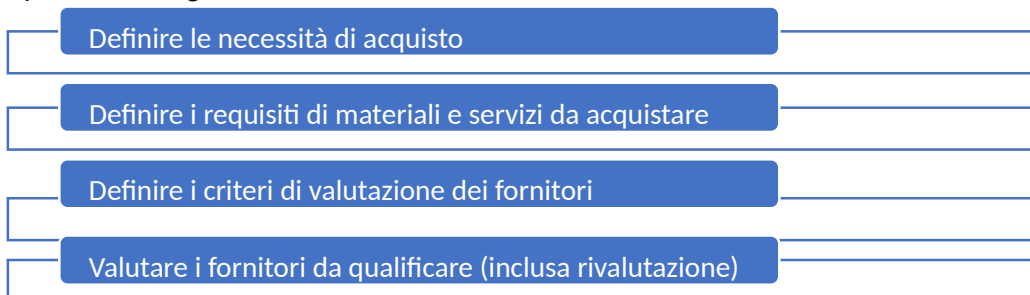 Definire le necessità di acquisto
Definire i requisiti di materiali e servizi da acquistare
Definire i criteri di valutazione dei fornitori
Valutare i fornitori da qualificare (inclusa rivalutazione)